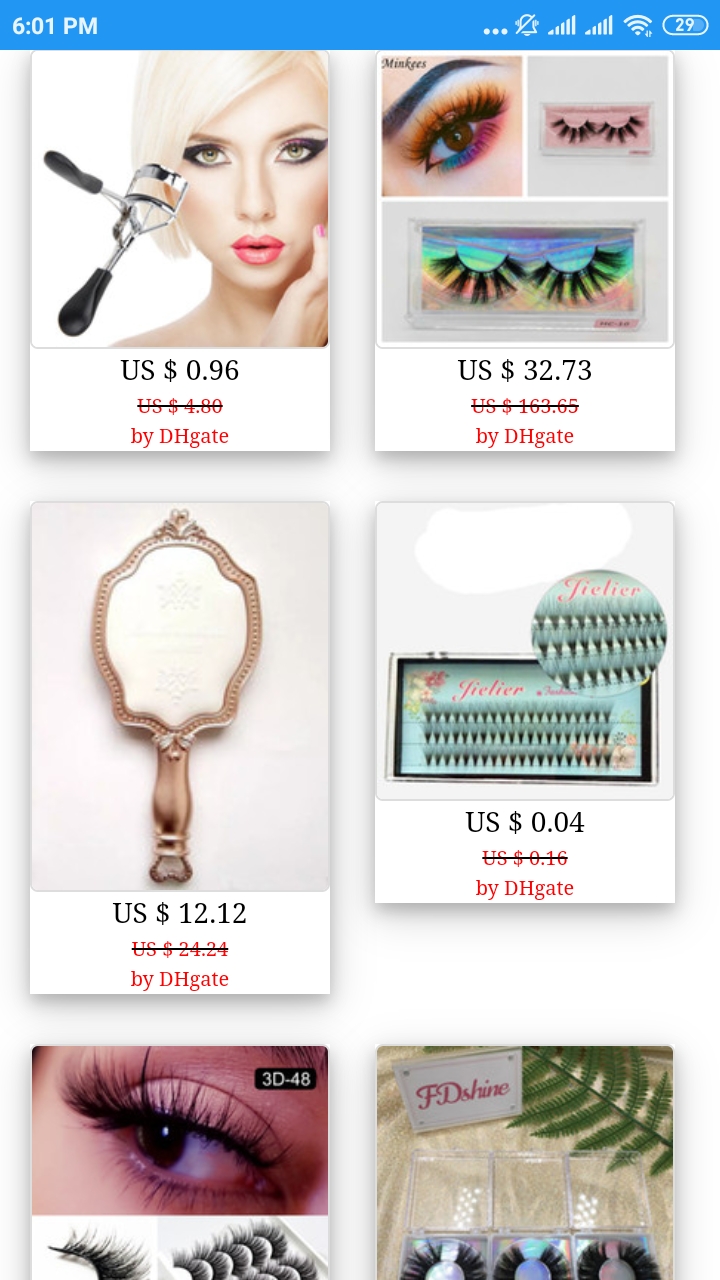 6:01 PM
29
Minkees
HC-10
US $ 0.96
US $ 4.80
by DHgate
US $ 32.73
US $ 163.65
by DHgate
Jielier
Jielier
US $ 12.12
US $ 24.24
by DHgate
US $ 0.04
US $ 0.16
by DHgate
3D-48
FDshine